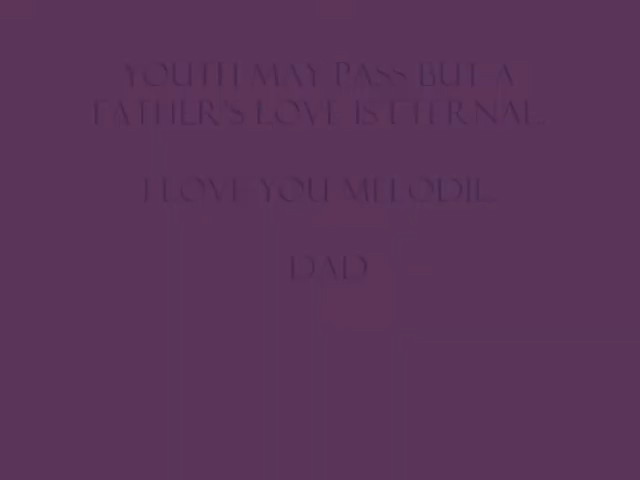 YOUTH MAY PASS BUT A
FATHER'S LOVE IS ETERNAL.
I LOVE YOU MELODIE.
DAD